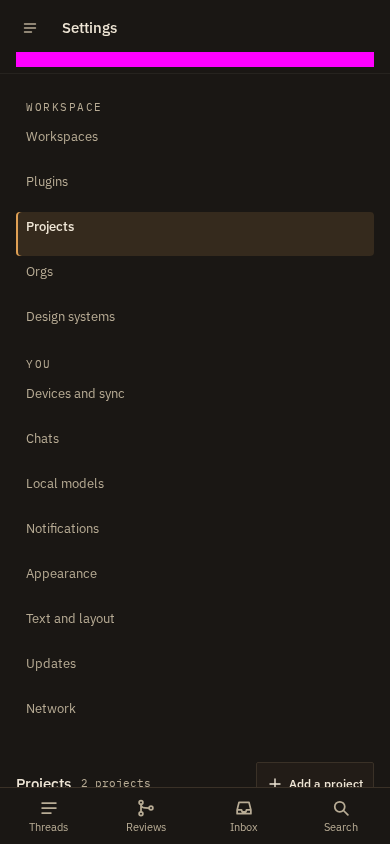 Settings
WORKSPACE
Workspaces
Plugins
Projects
Orgs
Design systems
YOU
Devices and sync
Chats
Local models
Notifications
Appearance
Text and layout
Updates
Network
Projects 2 projects Add a project
Threads Reviews Inbox Search